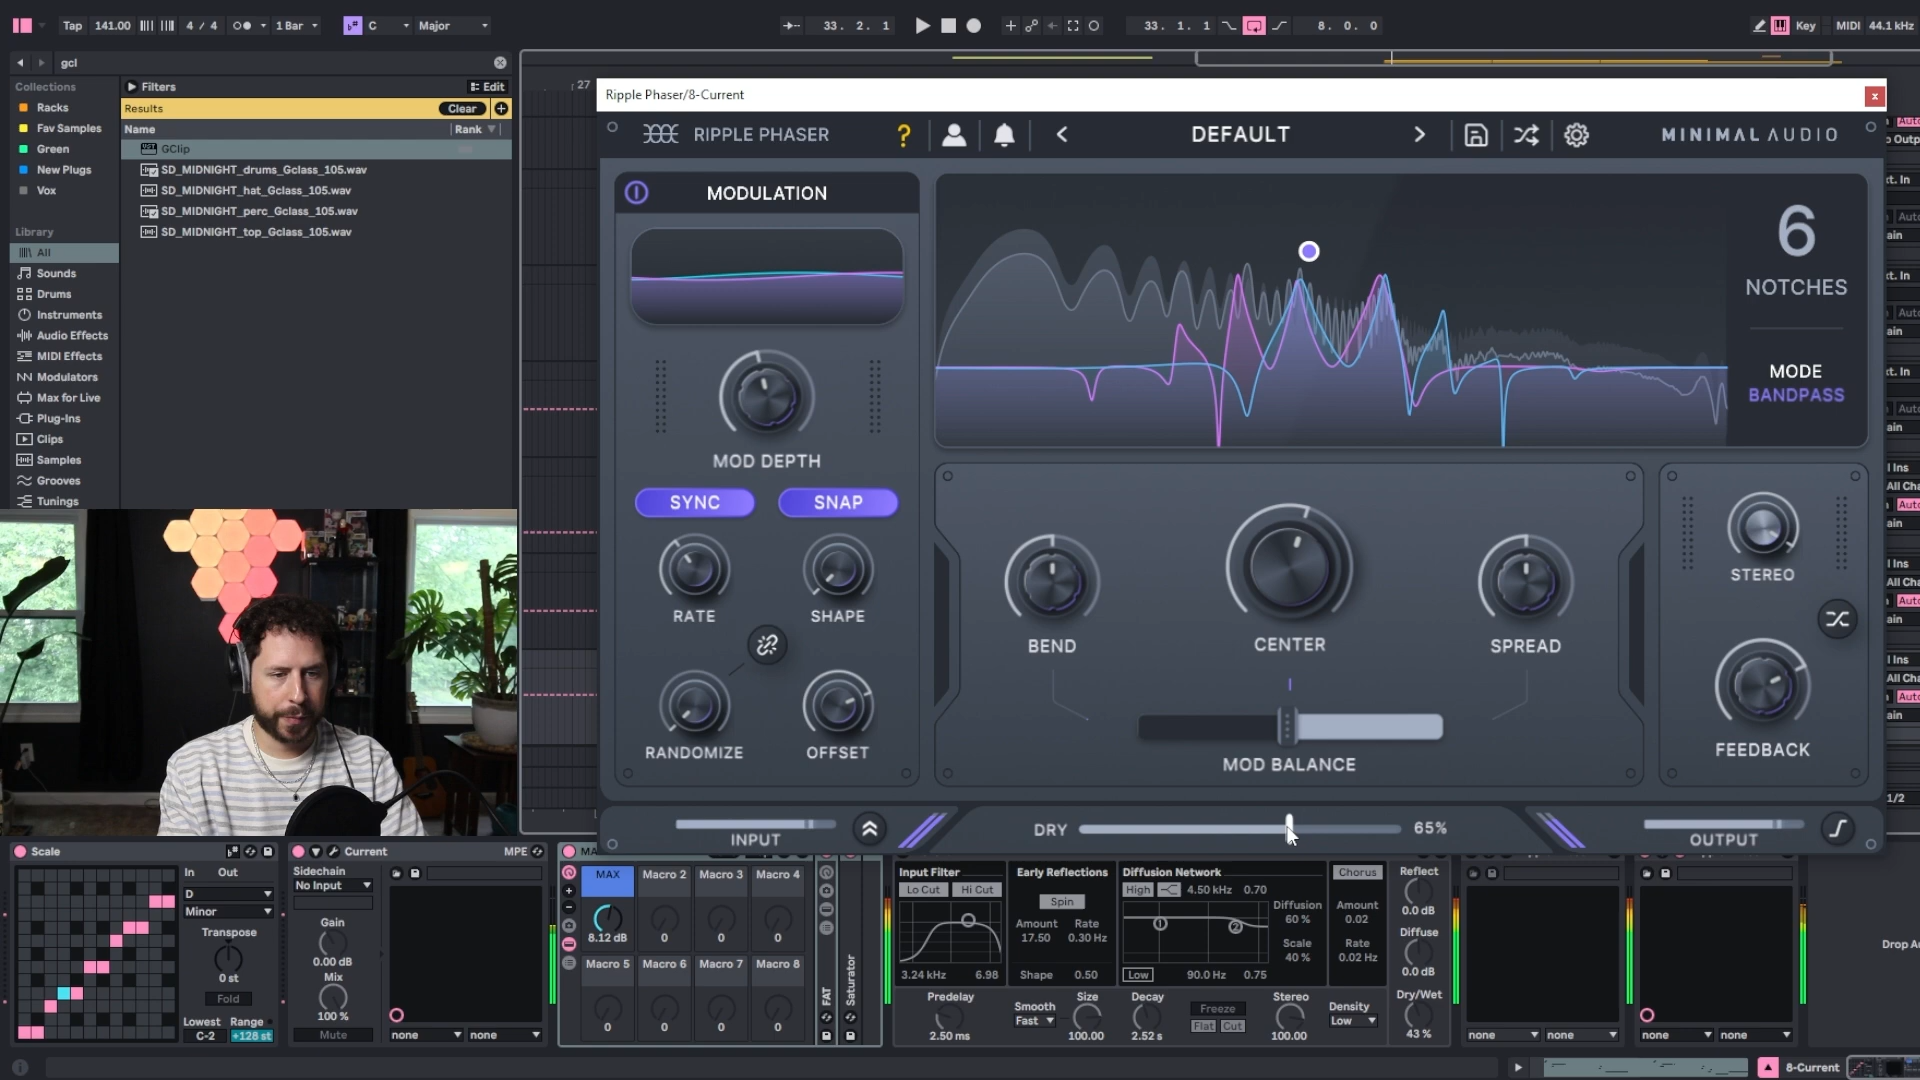 Tap 141.00 4 / 4 1 Bar C Major 33. 2. 1 33. 1. 1 8. 0. 0 Key MIDI 44.1 kHz
gcl
Collections
Racks
Fav Samples
Green
New Plugs
Vox
Library
All
Sounds
Drums
Instruments
Audio Effects
MIDI Effects
Modulators
Max for Live
Plug-Ins
Clips
Samples
Grooves
Tunings
Filters Edit
Results Clear
Name Rank
GClip
SD_MIDNIGHT_drums_Gclass_105.wav
SD_MIDNIGHT_hat_Gclass_105.wav
SD_MIDNIGHT_perc_Gclass_105.wav
SD_MIDNIGHT_top_Gclass_105.wav
27
Ripple Phaser/8-Current x
RIPPLE PHASER ? DEFAULT MINIMAL AUDIO
MODULATION
MOD DEPTH
SYNC SNAP
RATE SHAPE
RANDOMIZE OFFSET
6
NOTCHES
MODE
BANDPASS
BEND CENTER SPREAD
MOD BALANCE
STEREO
FEEDBACK
INPUT DRY 65% OUTPUT
Scale
In Out
D
Minor
Transpose
0 st
Fold
Lowest Range
C-2 +128 st
Current MPE
Sidechain
No Input
Gain
0.00 dB
Mix
100 %
Mute
none none
MAX Macro 2 Macro 3 Macro 4
8.12 dB 0 0 0
Macro 5 Macro 6 Macro 7 Macro 8
0 0 0 0
FAT
Saturator
Input Filter
Lo Cut Hi Cut
3.24 kHz 6.98
Predelay
2.50 ms
Early Reflections
Spin
Amount Rate
17.50 0.30 Hz
Shape 0.50
Smooth Size
Fast 100.00
Diffusion Network
High 4.50 kHz 0.70
1 2
Low 90.0 Hz 0.75
Diffusion
60 %
Scale
40 %
Decay
2.52 s
Freeze
Flat Cut
Stereo
100.00
Chorus
Amount
0.02
Rate
0.02 Hz
Density
Low
Reflect
0.0 dB
Diffuse
0.0 dB
Dry/Wet
43 %
none none
none none
8-Current